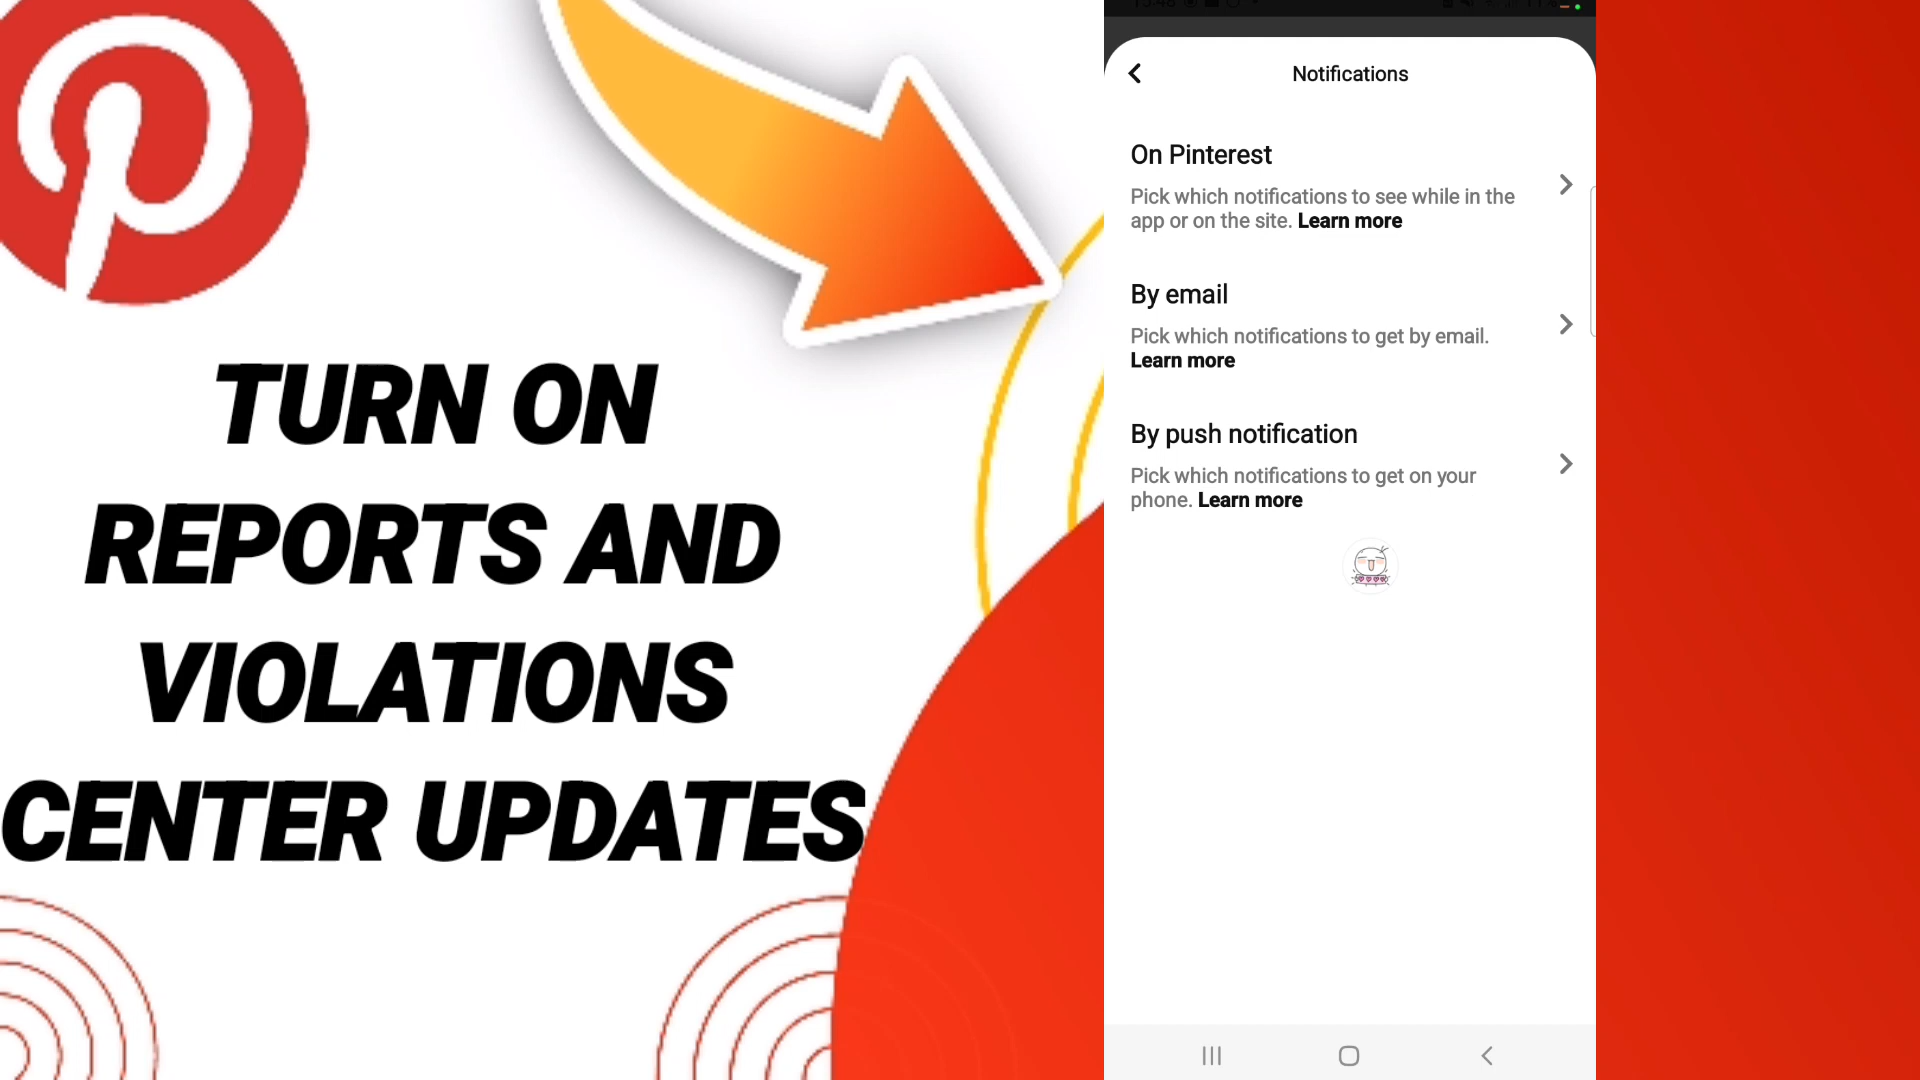 TURN ON
REPORTS AND
VIOLATIONS
CENTER UPDATES
Notifications
On Pinterest
Pick which notifications to see while in the
app or on the site. Learn more
By email
Pick which notifications to get by email.
Learn more
By push notification
Pick which notifications to get on your
phone. Learn more